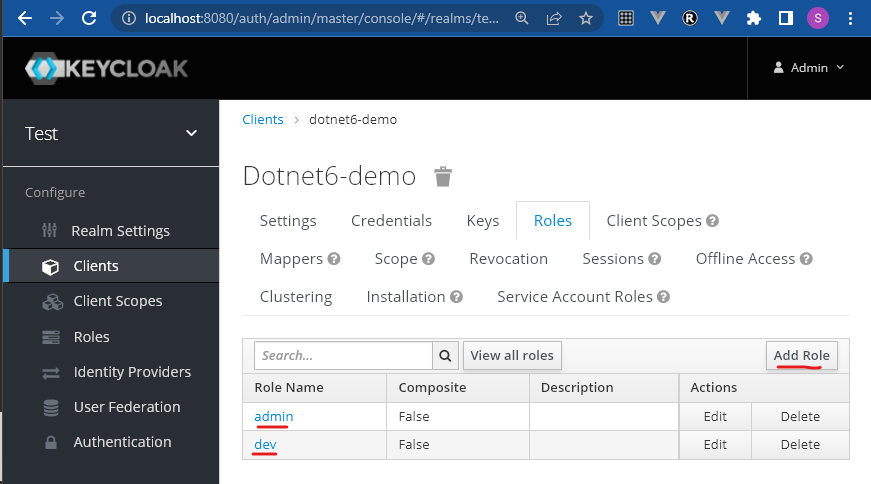 localhost:8080/auth/admin/master/console/#/realms/te...
S
KEYCLOAK
Admin
Test
Configure
Realm Settings
Clients
Client Scopes
Roles
Identity Providers
User Federation
Authentication
Clients > dotnet6-demo
Dotnet6-demo
Settings Credentials Keys Roles Client Scopes ?
Mappers ? Scope ? Revocation Sessions ? Offline Access ?
Clustering Installation ? Service Account Roles ?
Search... View all roles Add Role
Role Name Composite Description Actions
admin False Edit Delete
dev False Edit Delete